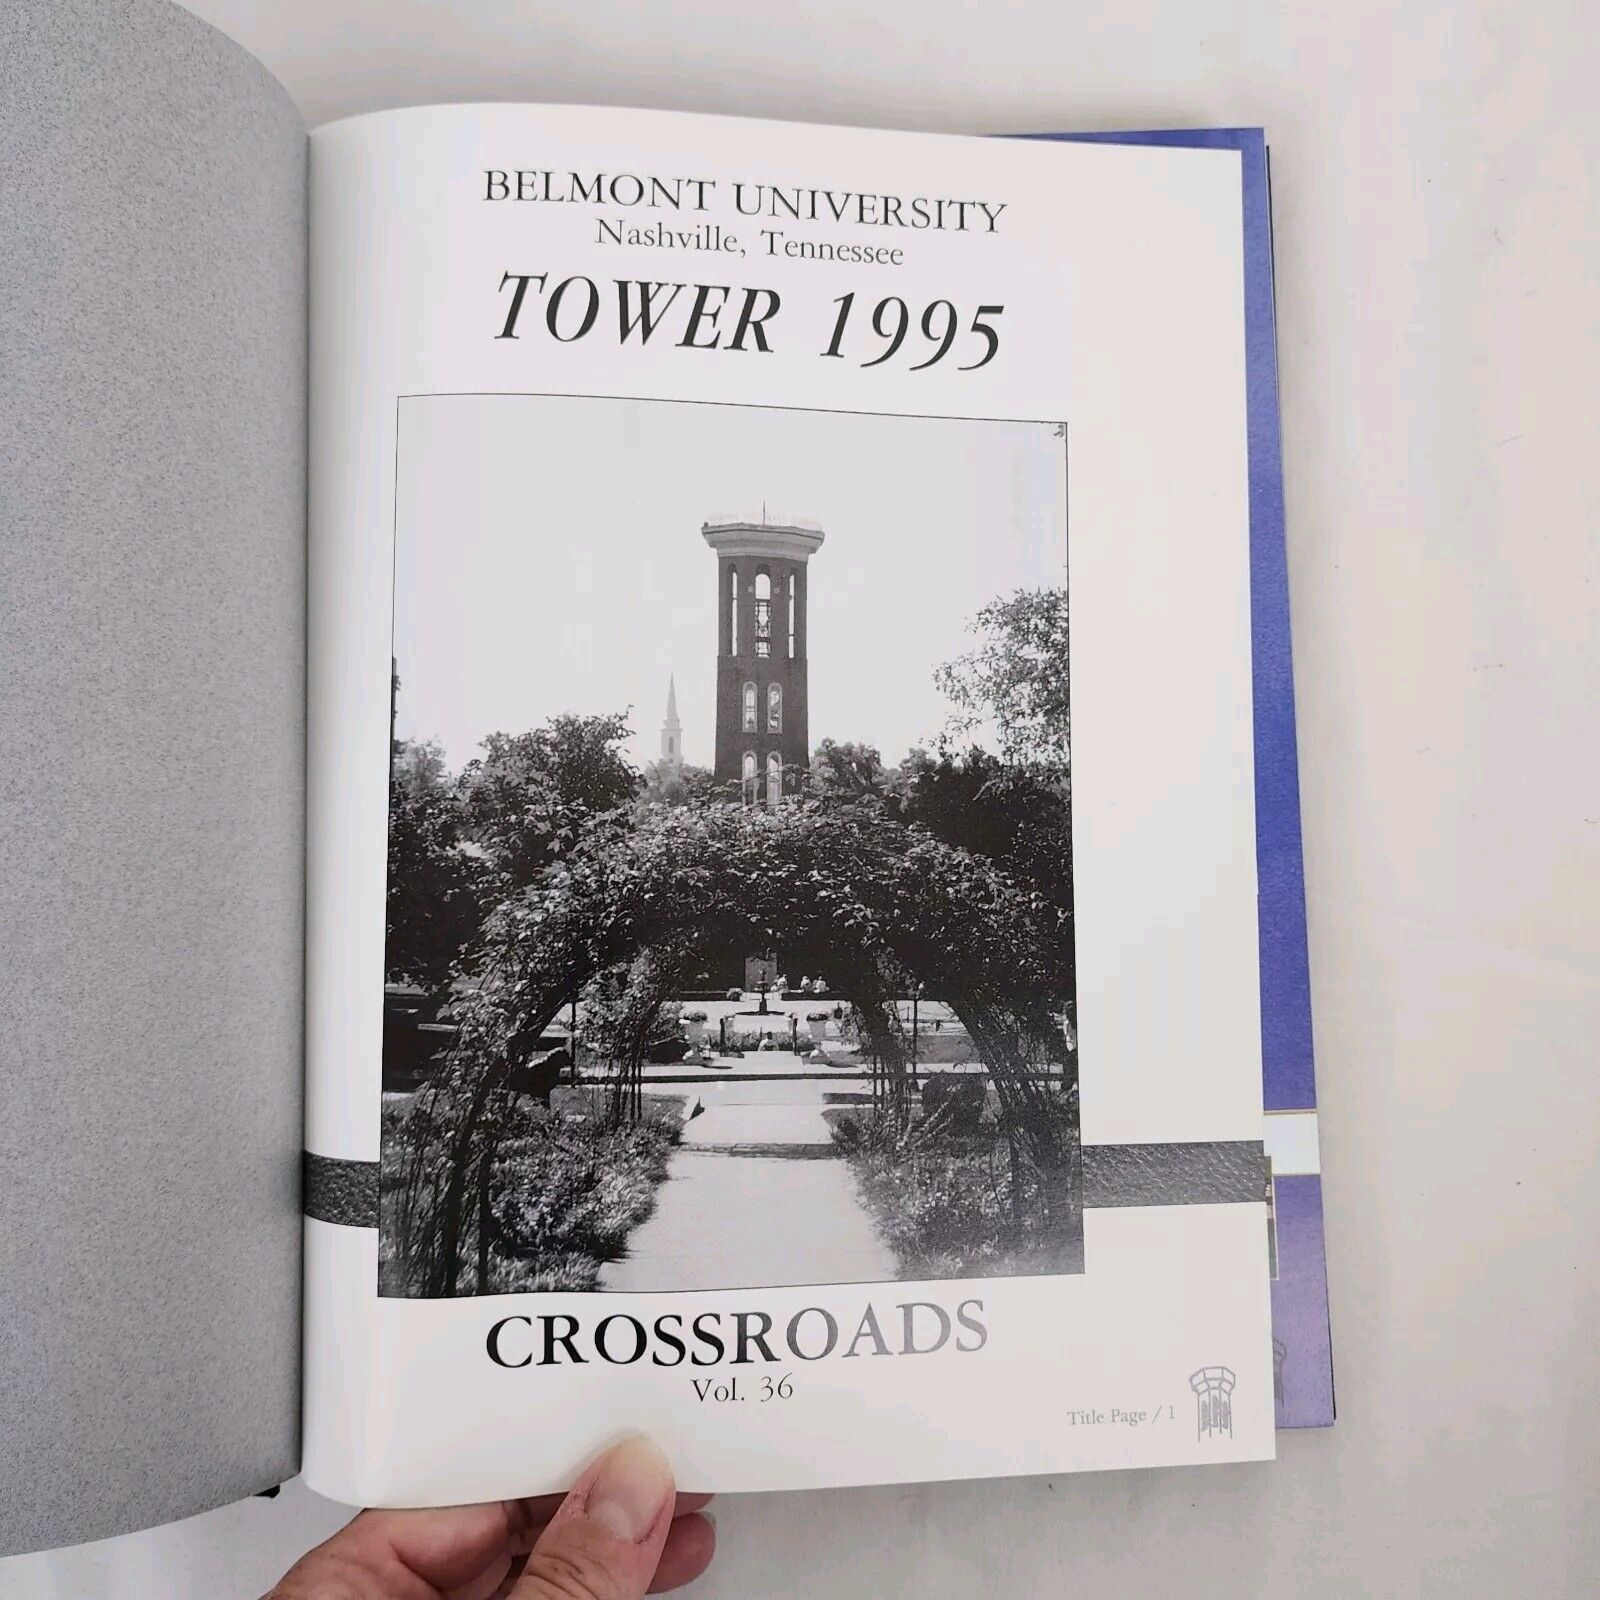 BELMONT UNIVERSITY
Nashville, Tennessee
TOWER 1995
CROSSROADS
Vol. 36
Title Page / 1